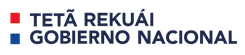 TETÃ REKUÁI
GOBIERNO NACIONAL